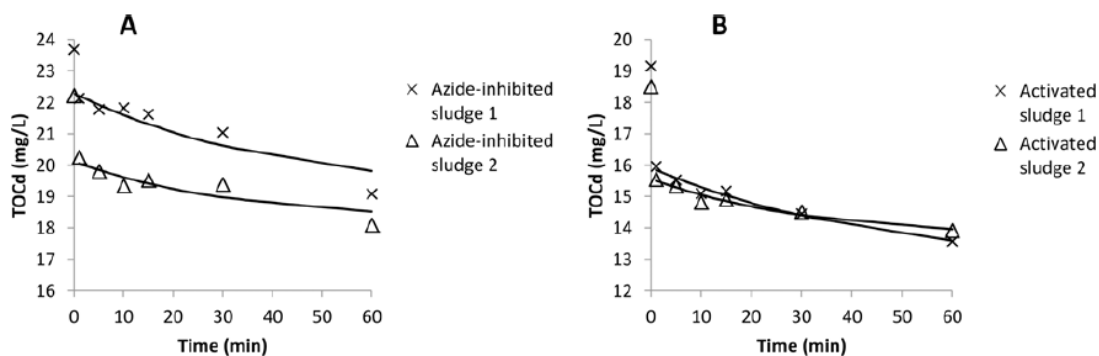 A
24
23
22
21
20
19
18
17
16
TOCd (mg/L)
0 10 20 30 40 50 60
Time (min)
Azide-inhibited
sludge 1
Azide-inhibited
sludge 2
B
20
19
18
17
16
15
14
13
12
TOCd (mg/L)
0 10 20 30 40 50 60
Time (min)
Activated
sludge 1
Activated
sludge 2